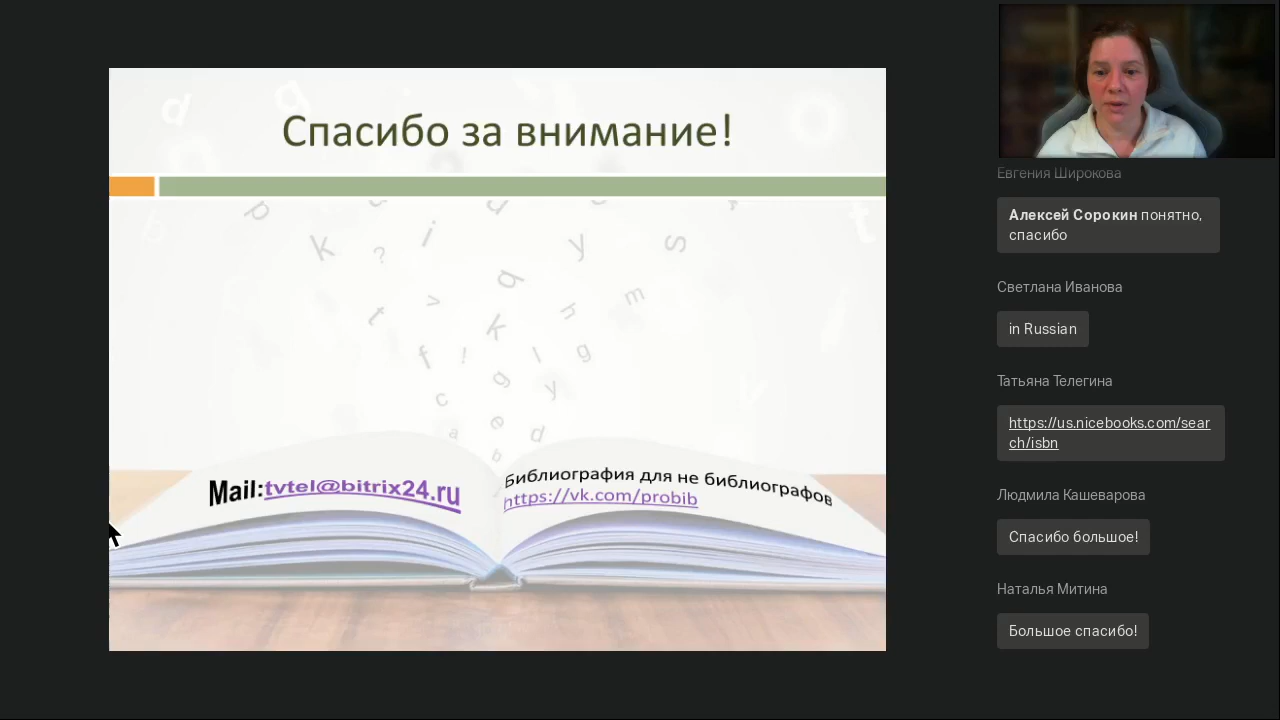 Спасибо за внимание!
Mail:tvtel@bitrix24.ru
Библиография для не библиографов
https://vk.com/probib
Евгения Широкова
Алексей Сорокин понятно,
спасибо
Светлана Иванова
in Russian
Татьяна Телегина
https://us.nicebooks.com/sear
ch/isbn
Людмила Кашеварова
Спасибо большое!
Наталья Митина
Большое спасибо!